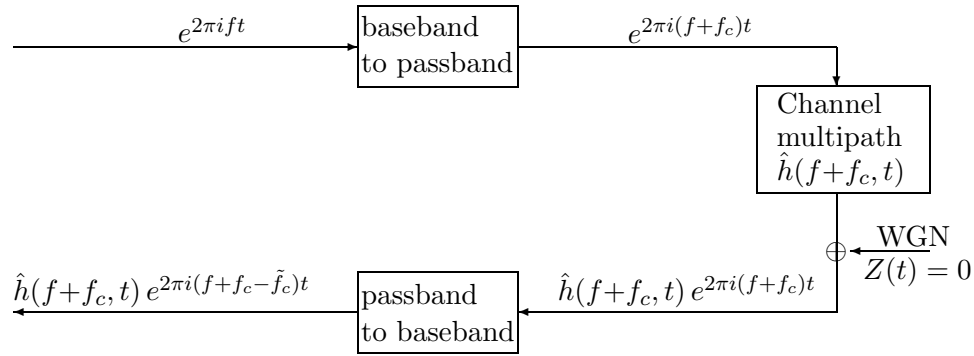 e^{2πift}
baseband
to passband
e^{2πi(f+f_c)t}
Channel
multipath
ĥ(f+f_c, t)
WGN
Z(t) = 0
ĥ(f+f_c, t) e^{2πi(f+f_c)t}
passband
to baseband
ĥ(f+f_c, t) e^{2πi(f+f_c−f̃_c)t}